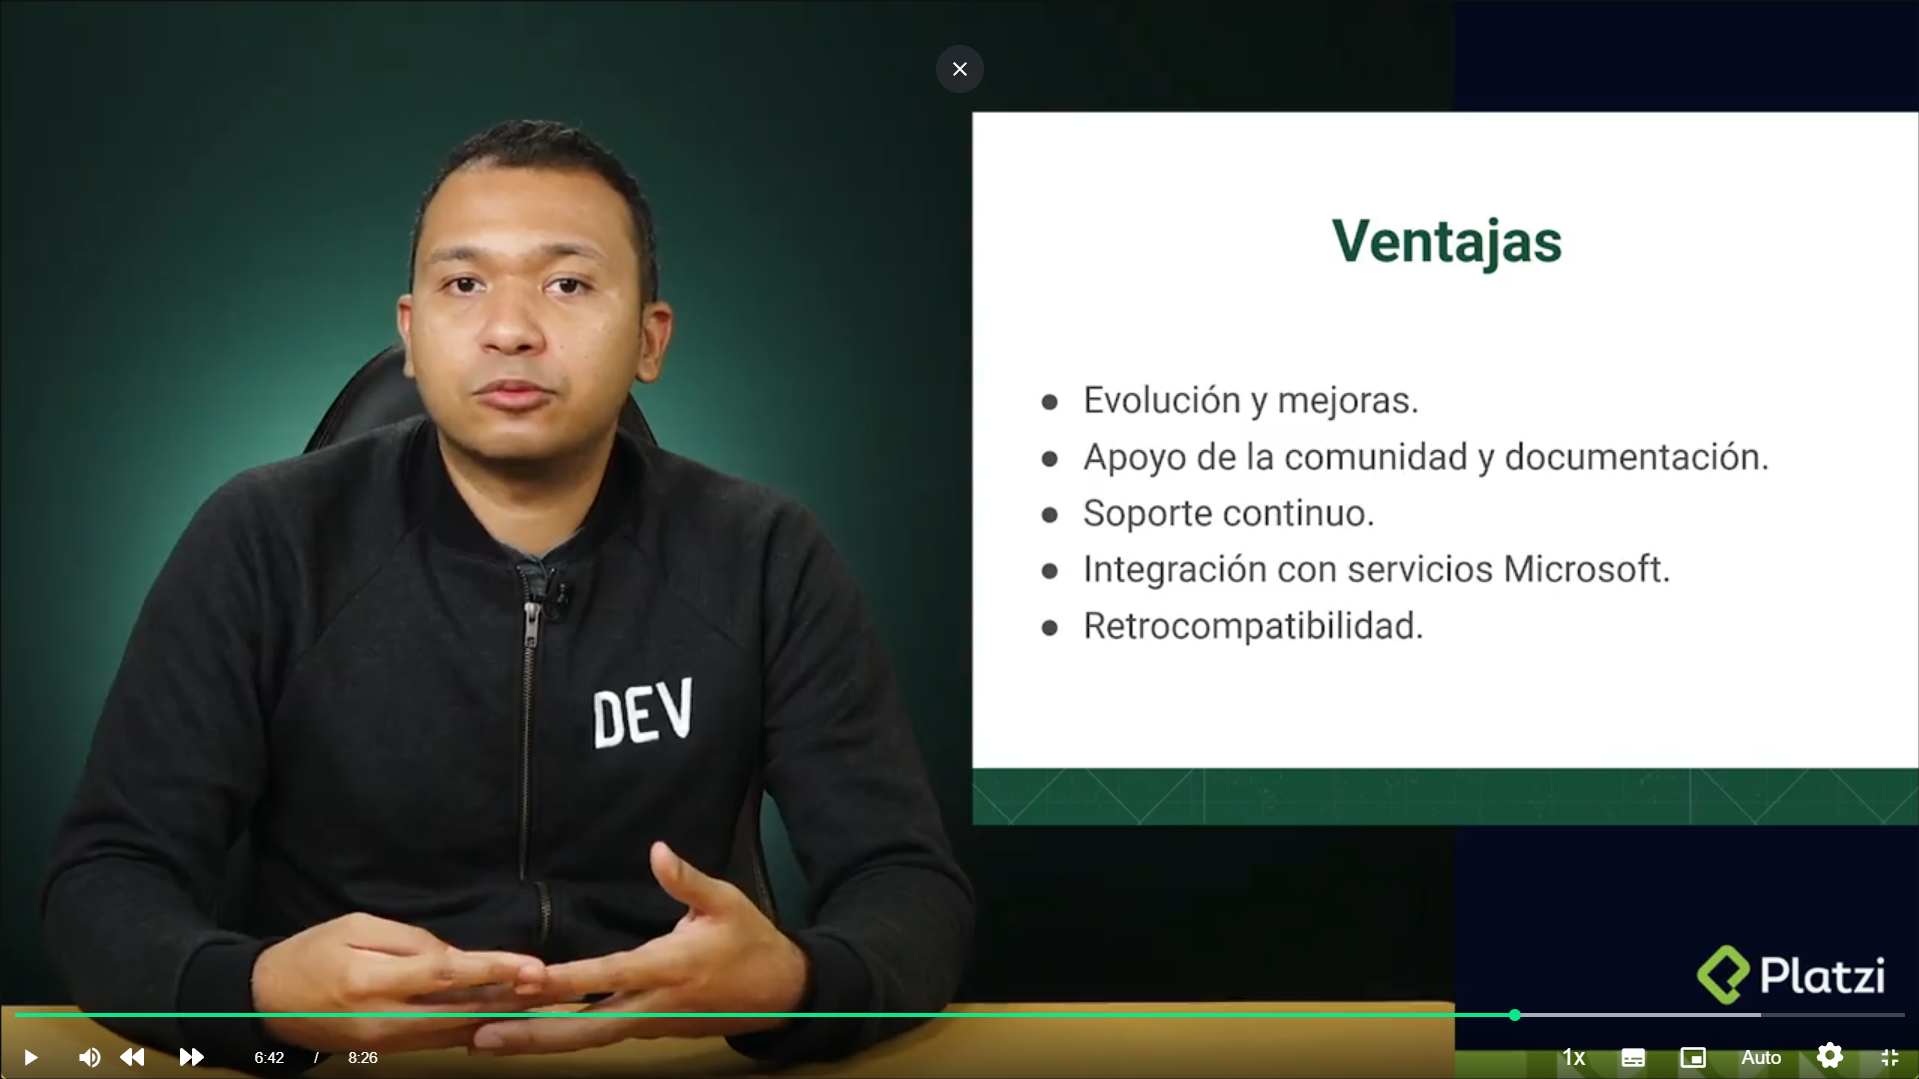 Ventajas
Evolución y mejoras.
Apoyo de la comunidad y documentación.
Soporte continuo.
Integración con servicios Microsoft.
Retrocompatibilidad.
DEV
Platzi
6:42 / 8:26
1x
Auto